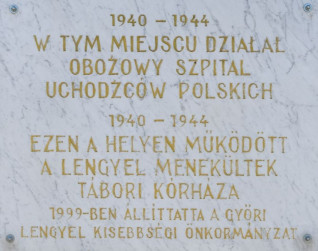 1940 – 1944
W TYM MIEJSCU DZIAŁAŁ
OBOZOWY SZPITAL
UCHODŹCÓW POLSKICH
1940 – 1944
EZEN A HELYEN MŰKÖDÖTT
A LENGYEL MENEKÜLTEK
TÁBORI KÓRHÁZA
1999-BEN ÁLLÍTTATTA A GYŐRI
LENGYEL KISEBBSÉGI ÖNKORMÁNYZAT